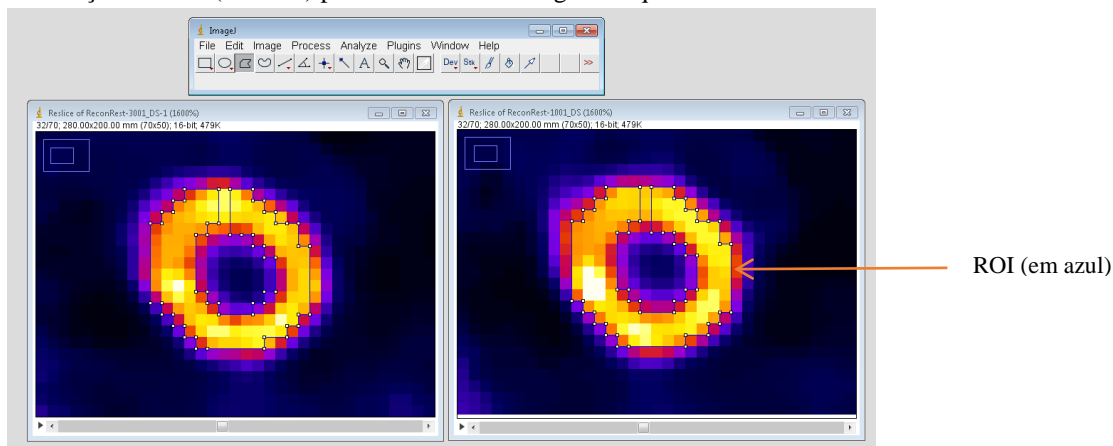 ImageJ
File Edit Image Process Analyze Plugins Window Help
A Dev Stk >>
Reslice of ReconRest-3001_DS-1 (1600%)
32/70; 280.00x200.00 mm (70x50); 16-bit; 479K
Reslice of ReconRest-1001_DS (1600%)
32/70; 280.00x200.00 mm (70x50); 16-bit; 479K
ROI (em azul)